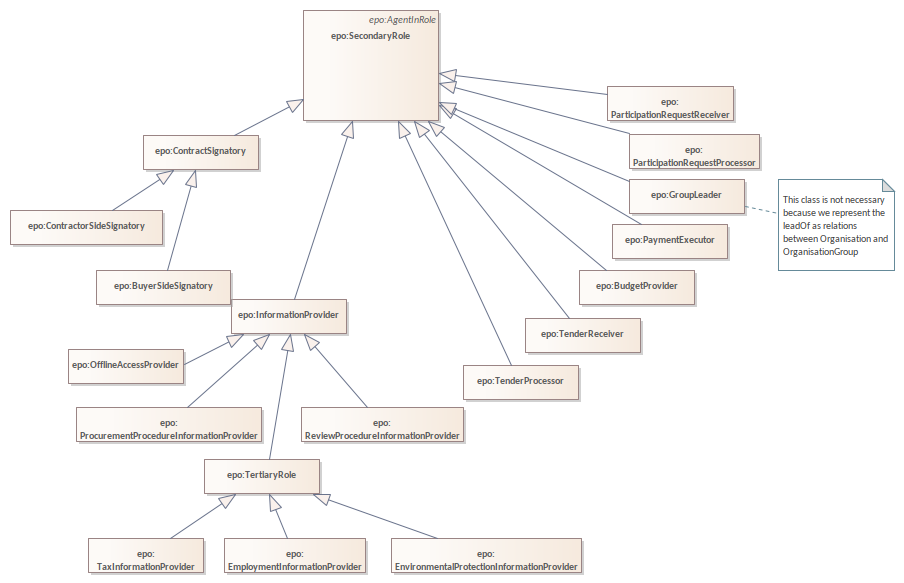 epo:AgentInRole
epo:SecondaryRole
epo:
ParticipationRequestReceiver
epo:ContractSignatory
epo:
ParticipationRequestProcessor
epo:GroupLeader
This class is not necessary
because we represent the
leadOf as relations
between Organisation and
OrganisationGroup
epo:ContractorSideSignatory
epo:PaymentExecutor
epo:BuyerSideSignatory
epo:BudgetProvider
epo:InformationProvider
epo:TenderReceiver
epo:OfflineAccessProvider
epo:TenderProcessor
epo:
ProcurementProcedureInformationProvider
epo:
ReviewProcedureInformationProvider
epo:TertiaryRole
epo:
TaxInformationProvider
epo:
EmploymentInformationProvider
epo:
EnvironmentalProtectionInformationProvider